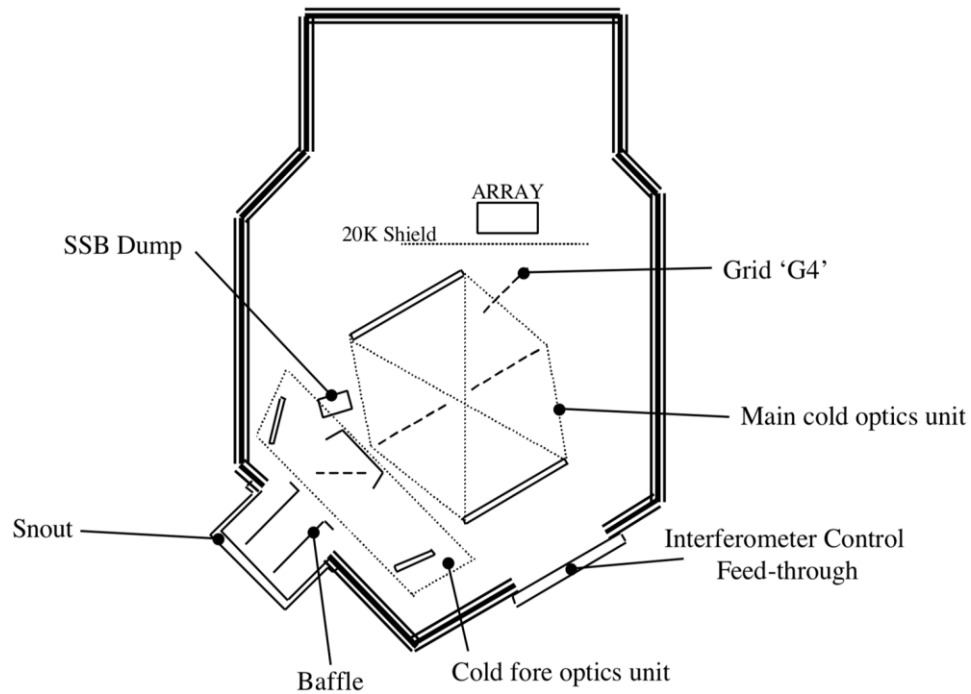 ARRAY
20K Shield
SSB Dump
Grid ‘G4’
Main cold optics unit
Snout
Interferometer Control
Feed-through
Cold fore optics unit
Baffle